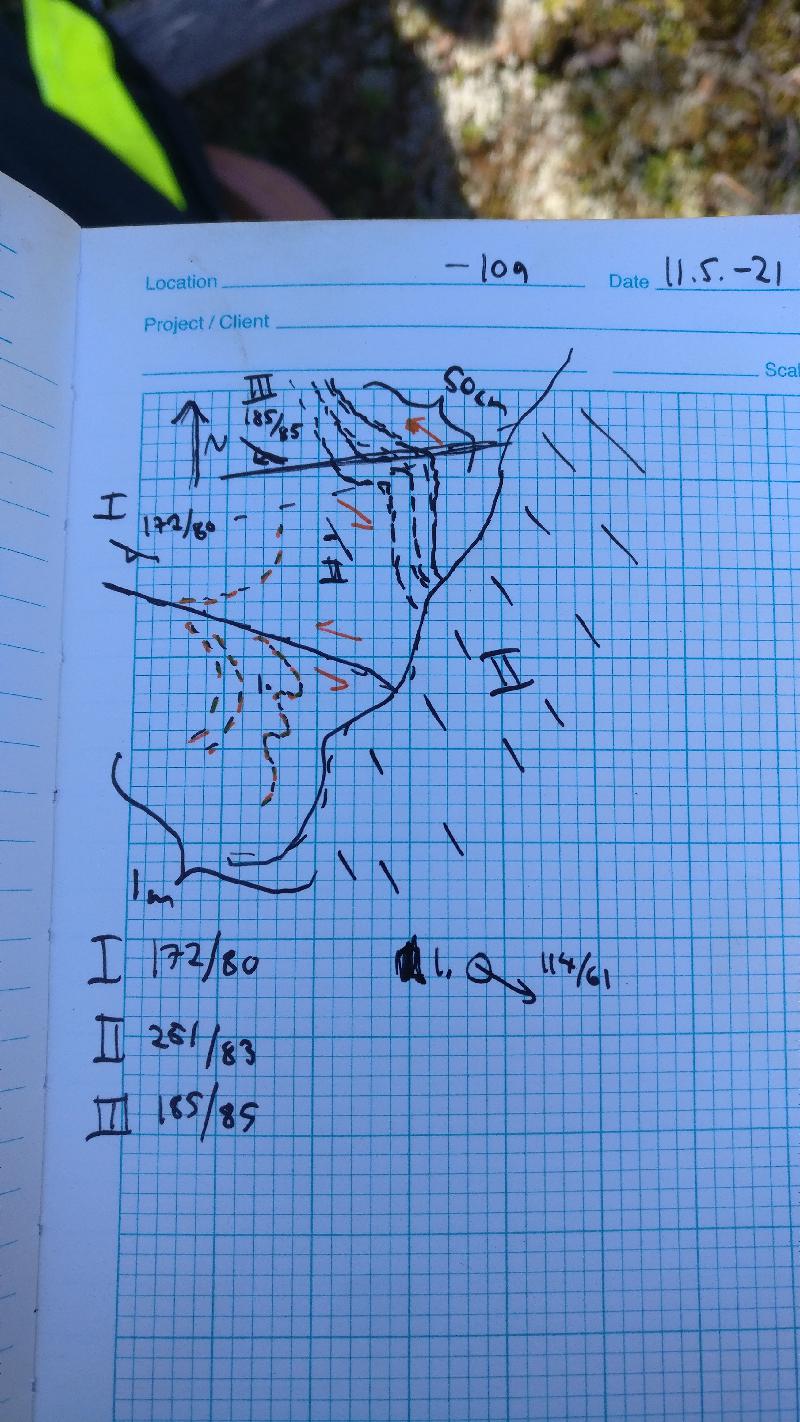 Location -109 Date 11.5.-21
Project / Client
Scal
III
50cm
185/85
N
I
172/80
II
II
1.
1m
I 172/80
1. 114/61
II 251/83
III 185/85